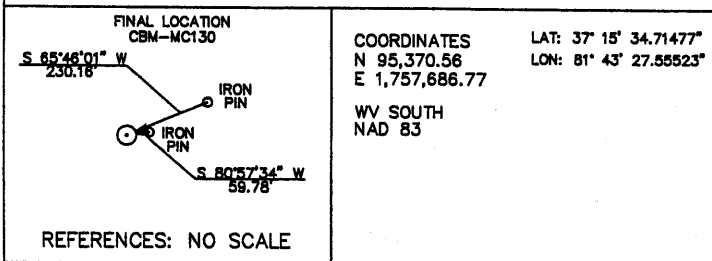 FINAL LOCATION
CBM-MC130
S 65°46'01" W
230.16'
IRON
PIN
IRON
PIN
S 80°57'34" W
59.78'
REFERENCES: NO SCALE
COORDINATES
N 95,370.56
E 1,757,686.77
WV SOUTH
NAD 83
LAT: 37° 15' 34.71477"
LON: 81° 43' 27.55523"